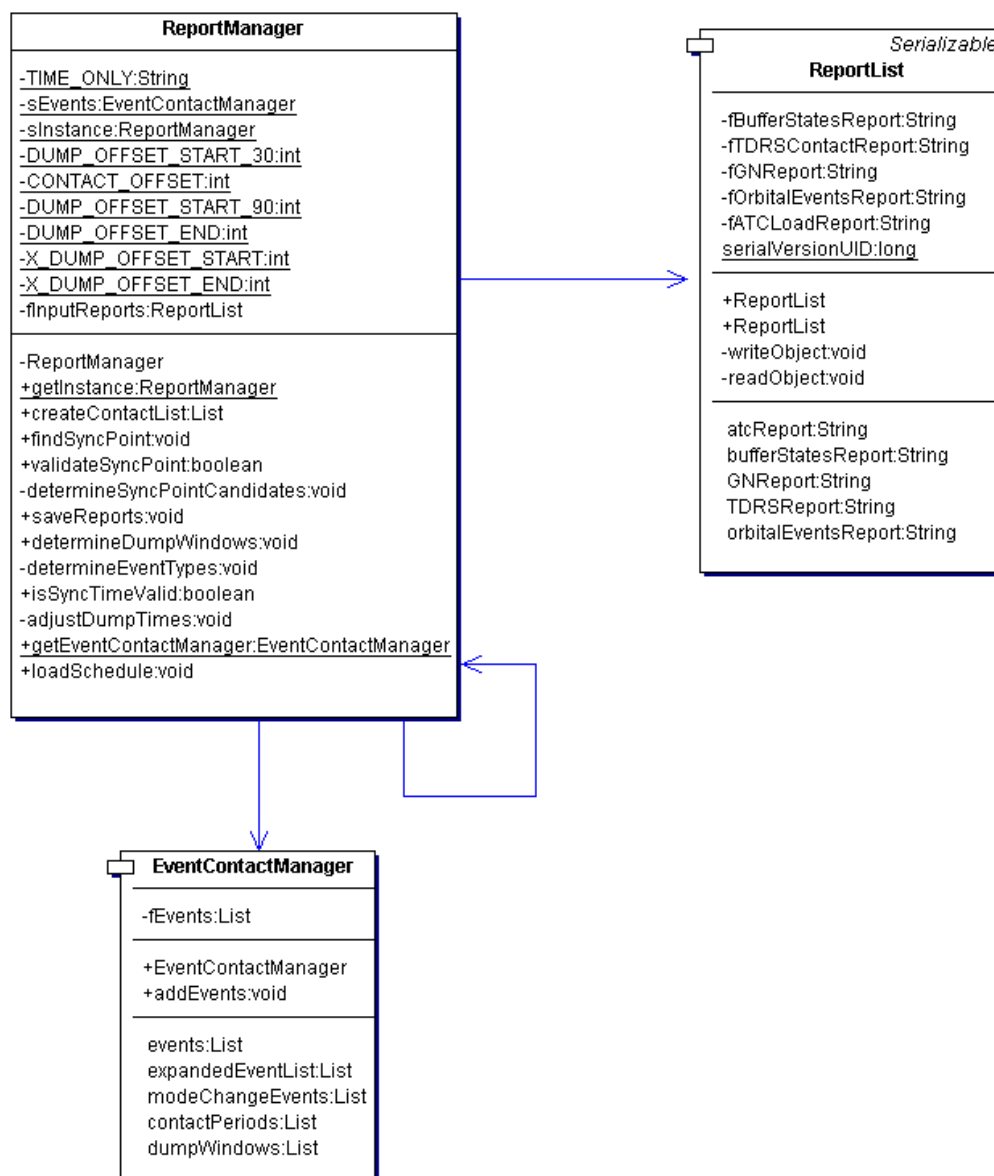 ReportManager
-TIME_ONLY:String
-sEvents:EventContactManager
-sInstance:ReportManager
-DUMP_OFFSET_START_30:int
-CONTACT_OFFSET:int
-DUMP_OFFSET_START_90:int
-DUMP_OFFSET_END:int
-X_DUMP_OFFSET_START:int
-X_DUMP_OFFSET_END:int
-fInputReports:ReportList
-ReportManager
+getInstance:ReportManager
+createContactList:List
+findSyncPoint:void
+validateSyncPoint:boolean
-determineSyncPointCandidates:void
+saveReports:void
+determineDumpWindows:void
-determineEventTypes:void
+isSyncTimeValid:boolean
-adjustDumpTimes:void
+getEventContactManager:EventContactManager
+loadSchedule:void
Serializable
ReportList
-fBufferStatesReport:String
-fTDRSContactReport:String
-fGNReport:String
-fOrbitalEventsReport:String
-fATCLoadReport:String
serialVersionUID:long
+ReportList
+ReportList
-writeObject:void
-readObject:void
atcReport:String
bufferStatesReport:String
GNReport:String
TDRSReport:String
orbitalEventsReport:String
EventContactManager
-fEvents:List
+EventContactManager
+addEvents:void
events:List
expandedEventList:List
modeChangeEvents:List
contactPeriods:List
dumpWindows:List